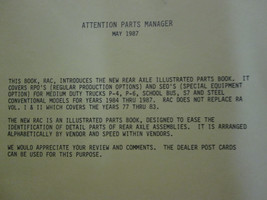 ATTENTION PARTS MANAGER
MAY 1987
THIS BOOK, RAC, INTRODUCES THE NEW REAR AXLE ILLUSTRATED PARTS BOOK. IT
COVERS RPO'S (REGULAR PRODUCTION OPTIONS) AND SEO'S (SPECIAL EQUIPMENT
OPTION) FOR MEDIUM DUTY TRUCKS P-4, P-6, SCHOOL BUS, S7 AND STEEL
CONVENTIONAL MODELS FOR YEARS 1984 THRU 1987. RAC DOES NOT REPLACE RA
VOL. I & II WHICH COVERS THE YEARS 77 THRU 83.
THE NEW RAC IS AN ILLUSTRATED PARTS BOOK, DESIGNED TO EASE THE
IDENTIFICATION OF DETAIL PARTS OF REAR AXLE ASSEMBLIES. IT IS ARRANGED
ALPHABETICALLY BY VENDOR AND SPEED WITHIN VENDORS.
WE WOULD APPRECIATE YOUR REVIEW AND COMMENTS. THE DEALER POST CARDS
CAN BE USED FOR THIS PURPOSE.